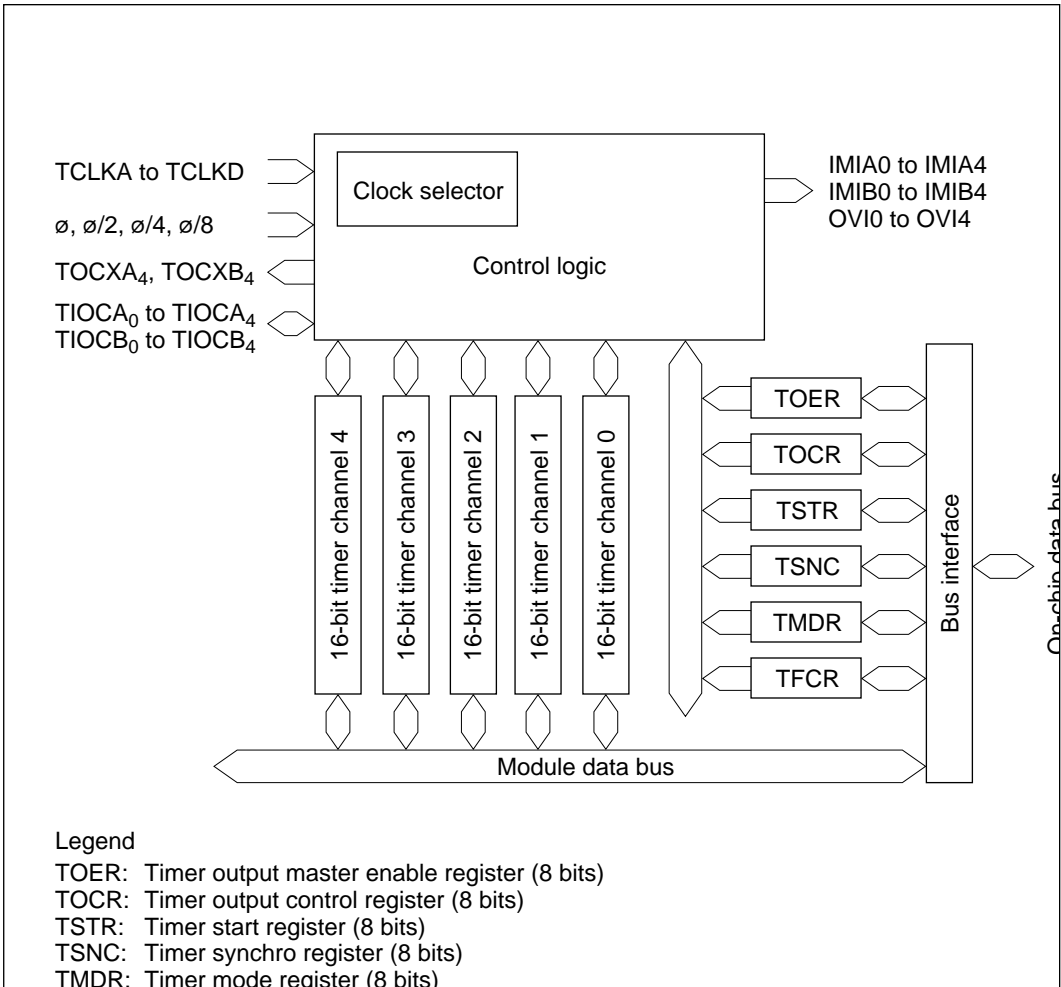 TCLKA to TCLKD
ø, ø/2, ø/4, ø/8
TOCXA4, TOCXB4
TIOCA0 to TIOCA4
TIOCB0 to TIOCB4
Clock selector
Control logic
IMIA0 to IMIA4
IMIB0 to IMIB4
OVI0 to OVI4
16-bit timer channel 4
16-bit timer channel 3
16-bit timer channel 2
16-bit timer channel 1
16-bit timer channel 0
TOER
TOCR
TSTR
TSNC
TMDR
TFCR
Bus interface
On-chip data bus
Module data bus
Legend
TOER: Timer output master enable register (8 bits)
TOCR: Timer output control register (8 bits)
TSTR: Timer start register (8 bits)
TSNC: Timer synchro register (8 bits)
TMDR: Timer mode register (8 bits)